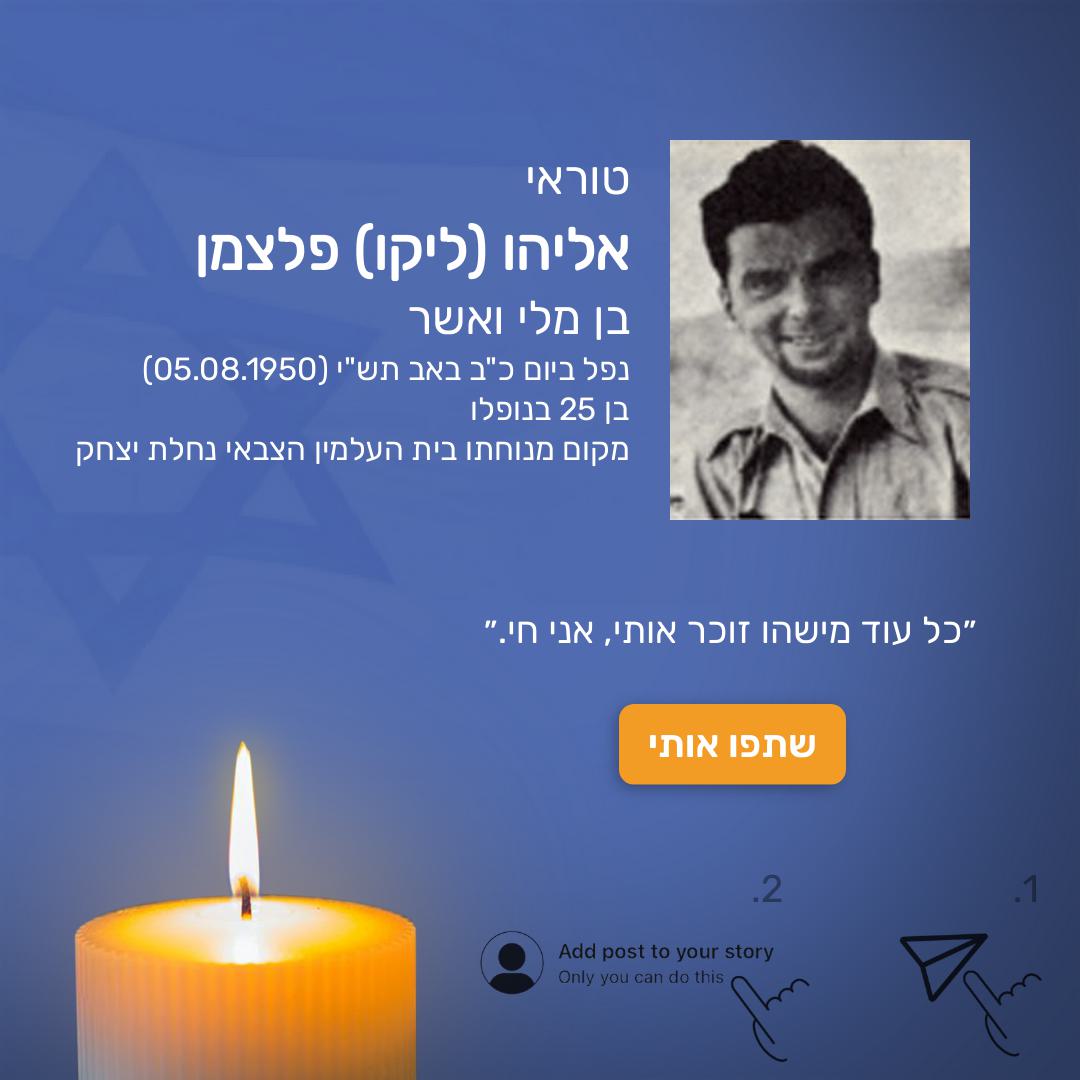 טוראי
אליהו (ליקו) פלצמן
בן מלי ואשר
נפל ביום כ"ב באב תש"י (05.08.1950)
בן 25 בנופלו
מקום מנוחתו בית העלמין הצבאי נחלת יצחק
״כל עוד מישהו זוכר אותי, אני חי.״
שתפו אותי
1.
2.
Add post to your story
Only you can do this